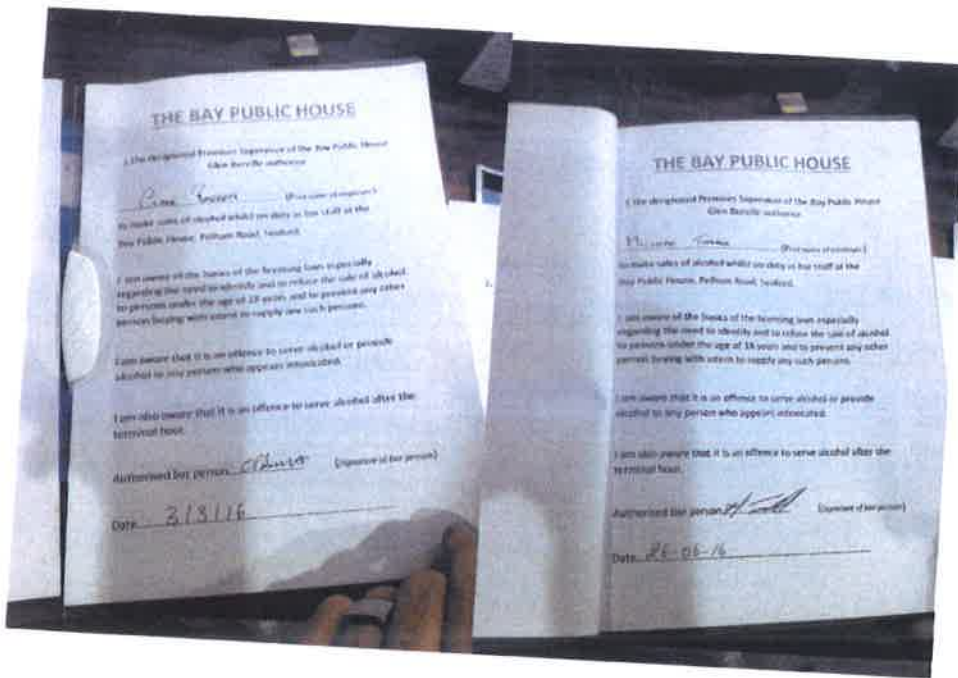 THE BAY PUBLIC HOUSE
I, the designated Premises Supervisor of the Bay Public House
Glen authorise
(Print name of employee)
to make sales of alcohol whilst on duty as bar staff at the
Bay Public House, Pelham Road, Seaford.
I am aware of the basics of the licensing laws especially
regarding the need to identify and to refuse the sale of alcohol
to persons under the age of 18 years and to prevent any other
person buying with intent to supply any such persons.
I am aware that it is an offence to serve alcohol or provide
alcohol to any person who appears intoxicated.
I am also aware that it is an offence to serve alcohol after the
terminal hour.
Authorised bar person (Signature of bar person)
Date 3/3/16
THE BAY PUBLIC HOUSE
I, the designated Premises Supervisor of the Bay Public House
Glen authorise
(Print name of employee)
to make sales of alcohol whilst on duty as bar staff at the
Bay Public House, Pelham Road, Seaford.
I am aware of the basics of the licensing laws especially
regarding the need to identify and to refuse the sale of alcohol
to persons under the age of 18 years and to prevent any other
person buying with intent to supply any such persons.
I am aware that it is an offence to serve alcohol or provide
alcohol to any person who appears intoxicated.
I am also aware that it is an offence to serve alcohol after the
terminal hour.
Authorised bar person (Signature of bar person)
Date 26-06-16